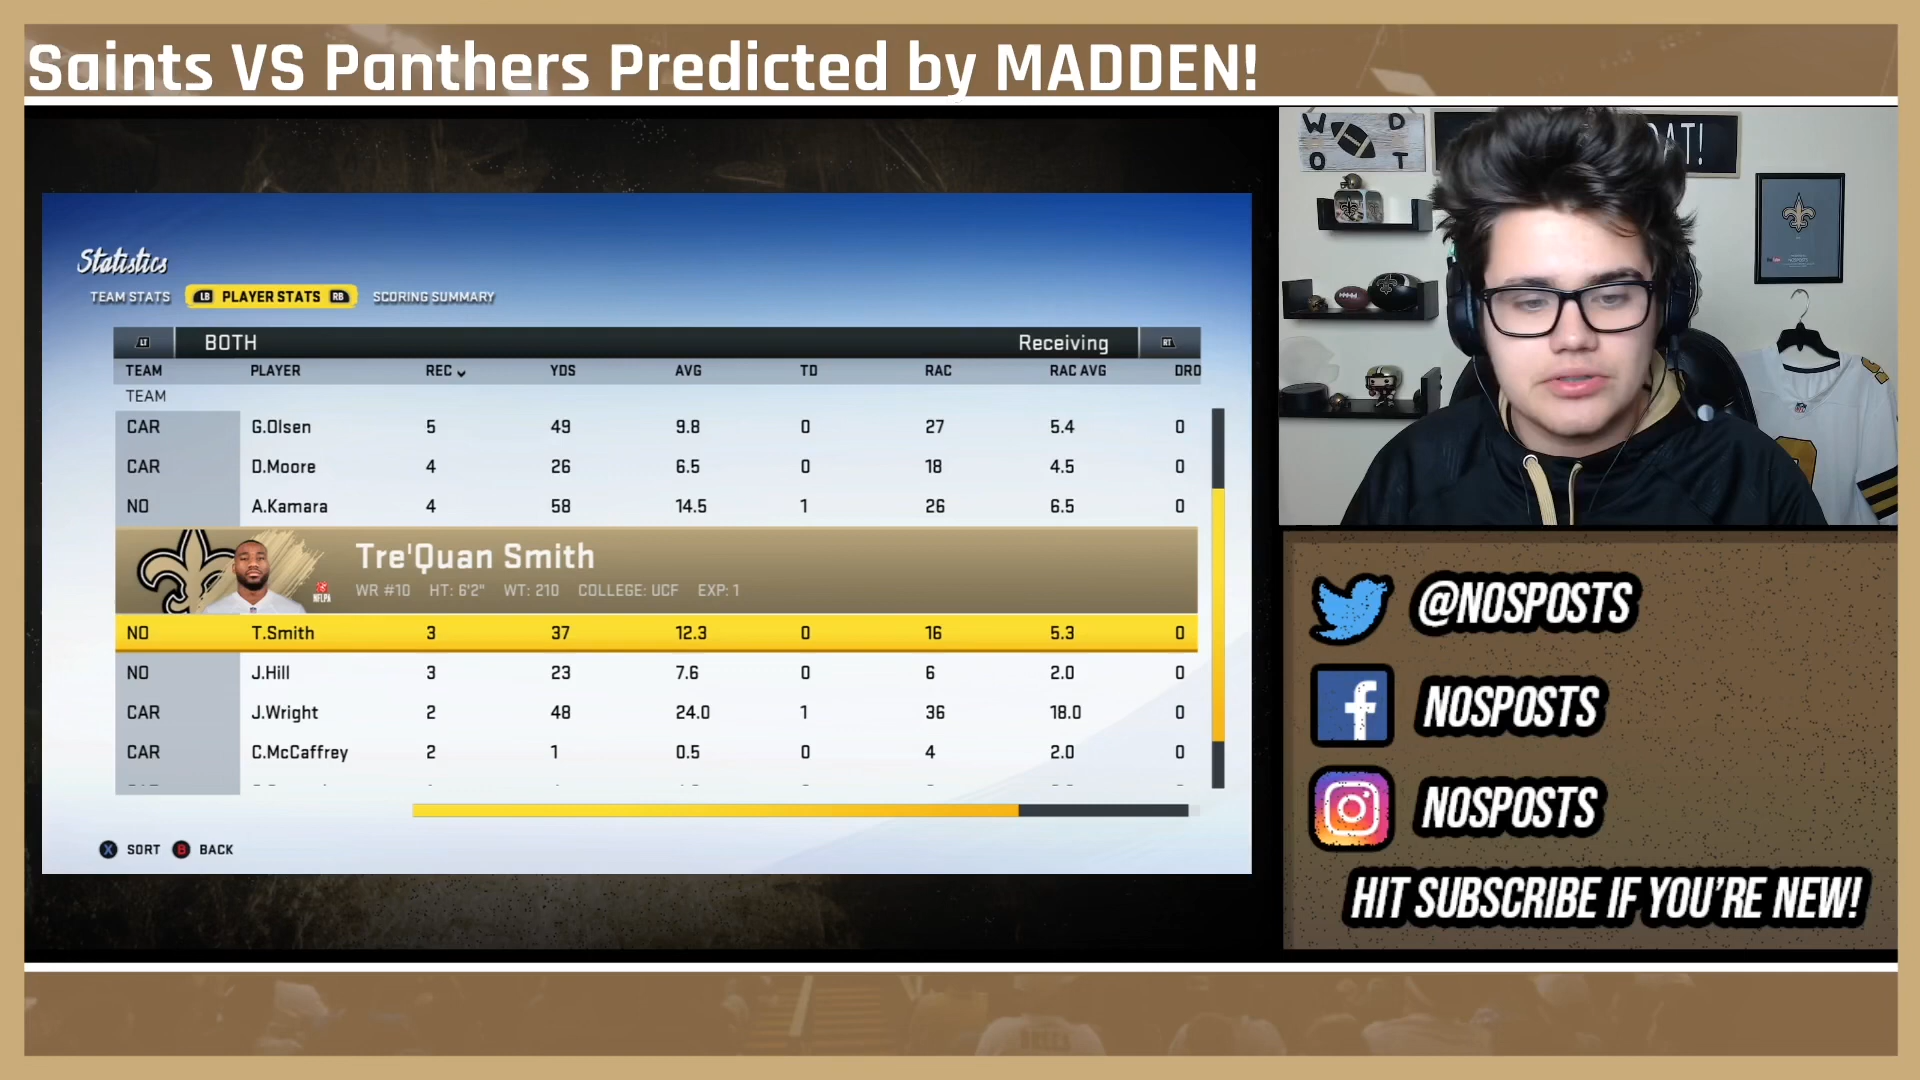 Saints VS Panthers Predicted by MADDEN!
Statistics
TEAM STATS LB PLAYER STATS RB SCORING SUMMARY
LT BOTH Receiving RT
TEAM PLAYER REC YDS AVG TD RAC RAC AVG DRO
TEAM
CAR G.Olsen 5 49 9.8 0 27 5.4 0
CAR D.Moore 4 26 6.5 0 18 4.5 0
NO A.Kamara 4 58 14.5 1 26 6.5 0
Tre'Quan Smith
WR #10 HT: 6'2" WT: 210 COLLEGE: UCF EXP: 1
NFLPA
NO T.Smith 3 37 12.3 0 16 5.3 0
NO J.Hill 3 23 7.6 0 6 2.0 0
CAR J.Wright 2 48 24.0 1 36 18.0 0
CAR C.McCaffrey 2 1 0.5 0 4 2.0 0
X SORT B BACK
W D
O T
AT!
@NOSPOSTS
f NOSPOSTS
NOSPOSTS
HIT SUBSCRIBE IF YOU'RE NEW!